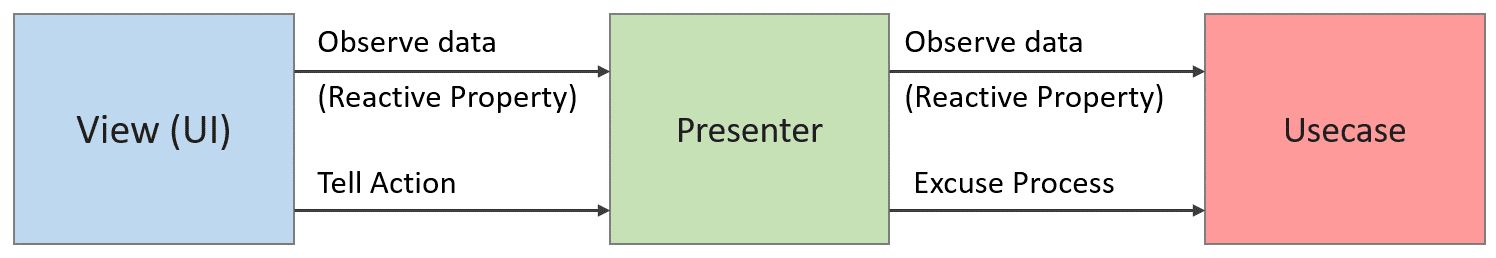 View (UI)
Observe data
(Reactive Property)
Tell Action
Presenter
Observe data
(Reactive Property)
Excuse Process
Usecase